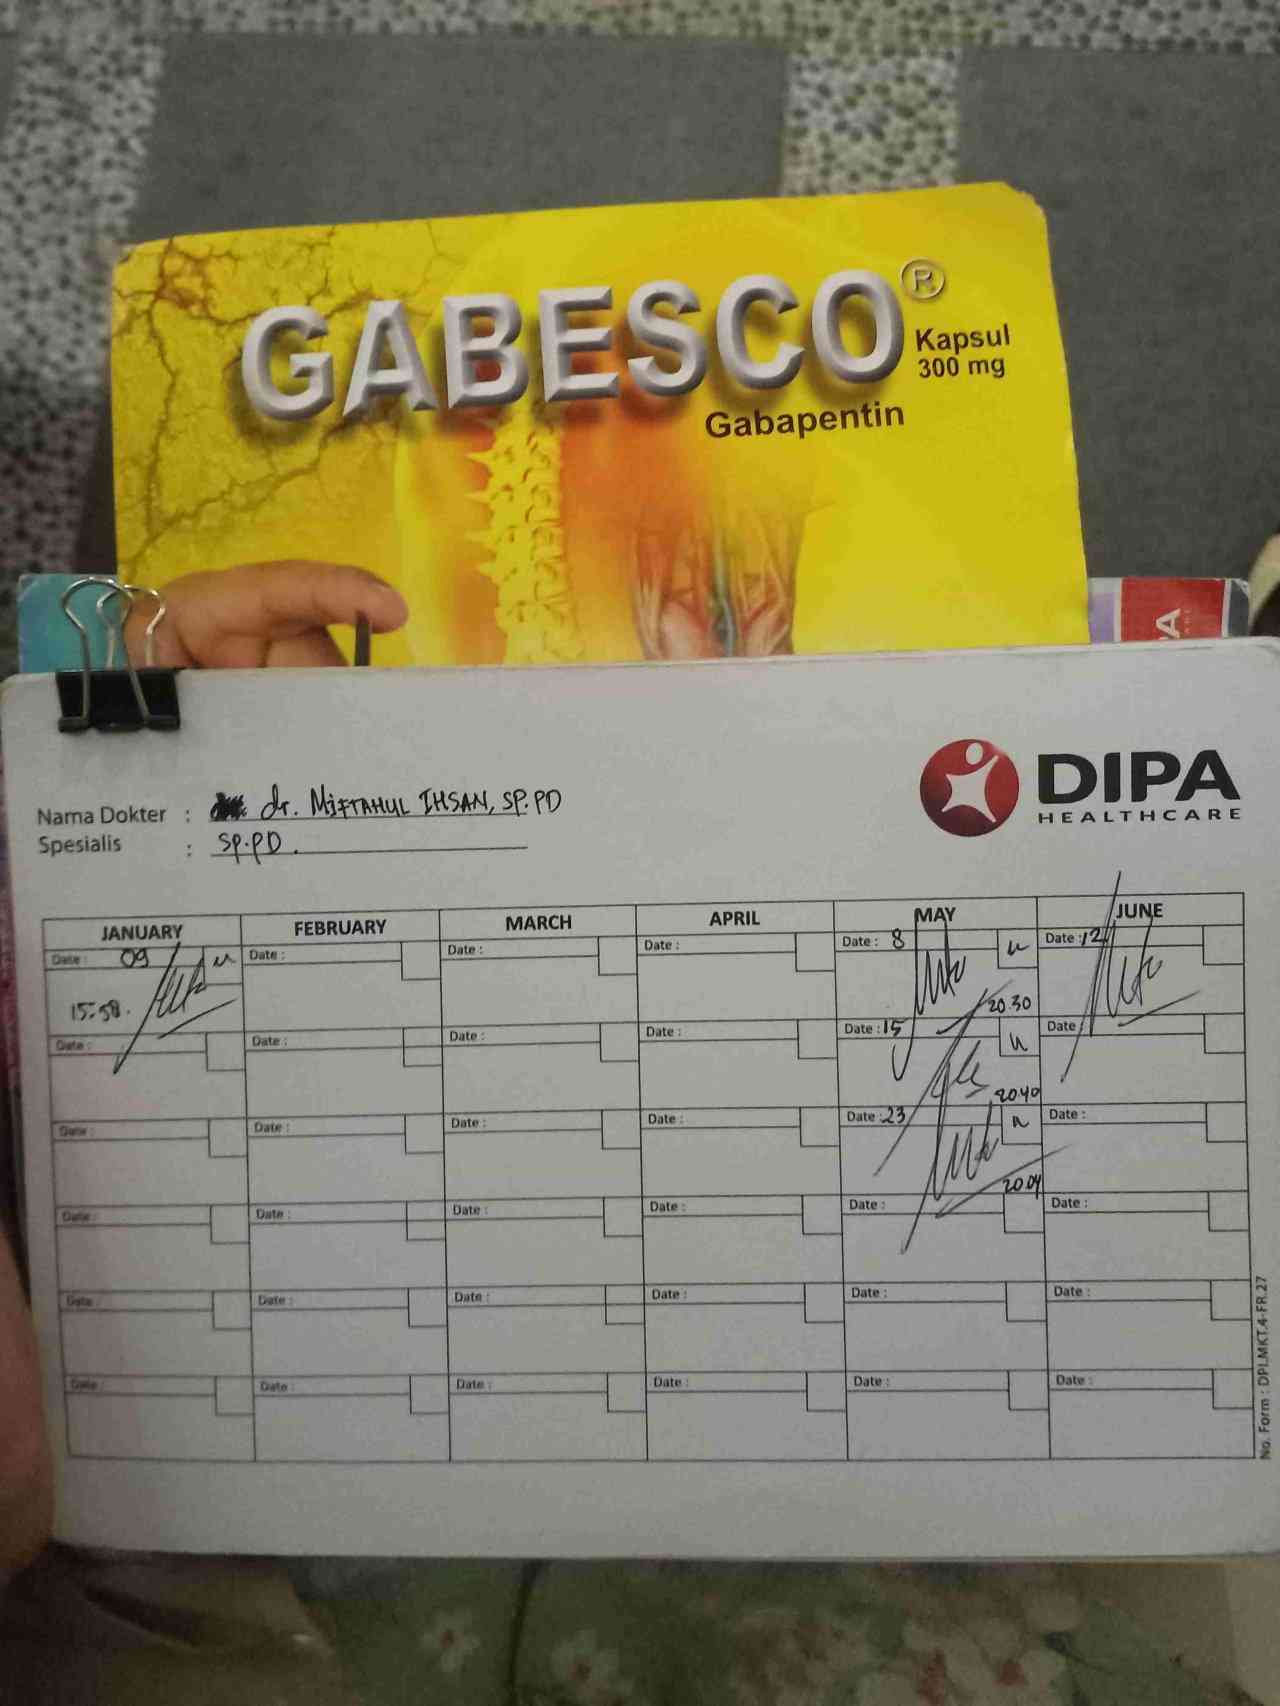 GABESCO®
Kapsul
300 mg
Gabapentin
DIPA
HEALTHCARE
Nama Dokter : dr. MIFTAHUL IHSAN, SP.PD
Spesialis : SP.PD.
JANUARY FEBRUARY MARCH APRIL MAY JUNE
Date : 09 Date : Date : Date : Date : 8 Date : 12
15.58. 20.30
Date : Date : Date : Date : Date : 15 Date
20.40
Date : Date : Date : Date : Date : 23 Date :
20.04
Date : Date : Date : Date : Date : Date :
Date : Date : Date : Date : Date : Date :
Date : Date : Date : Date : Date : Date :
No. Form : DPI.MKT.4-FR.27